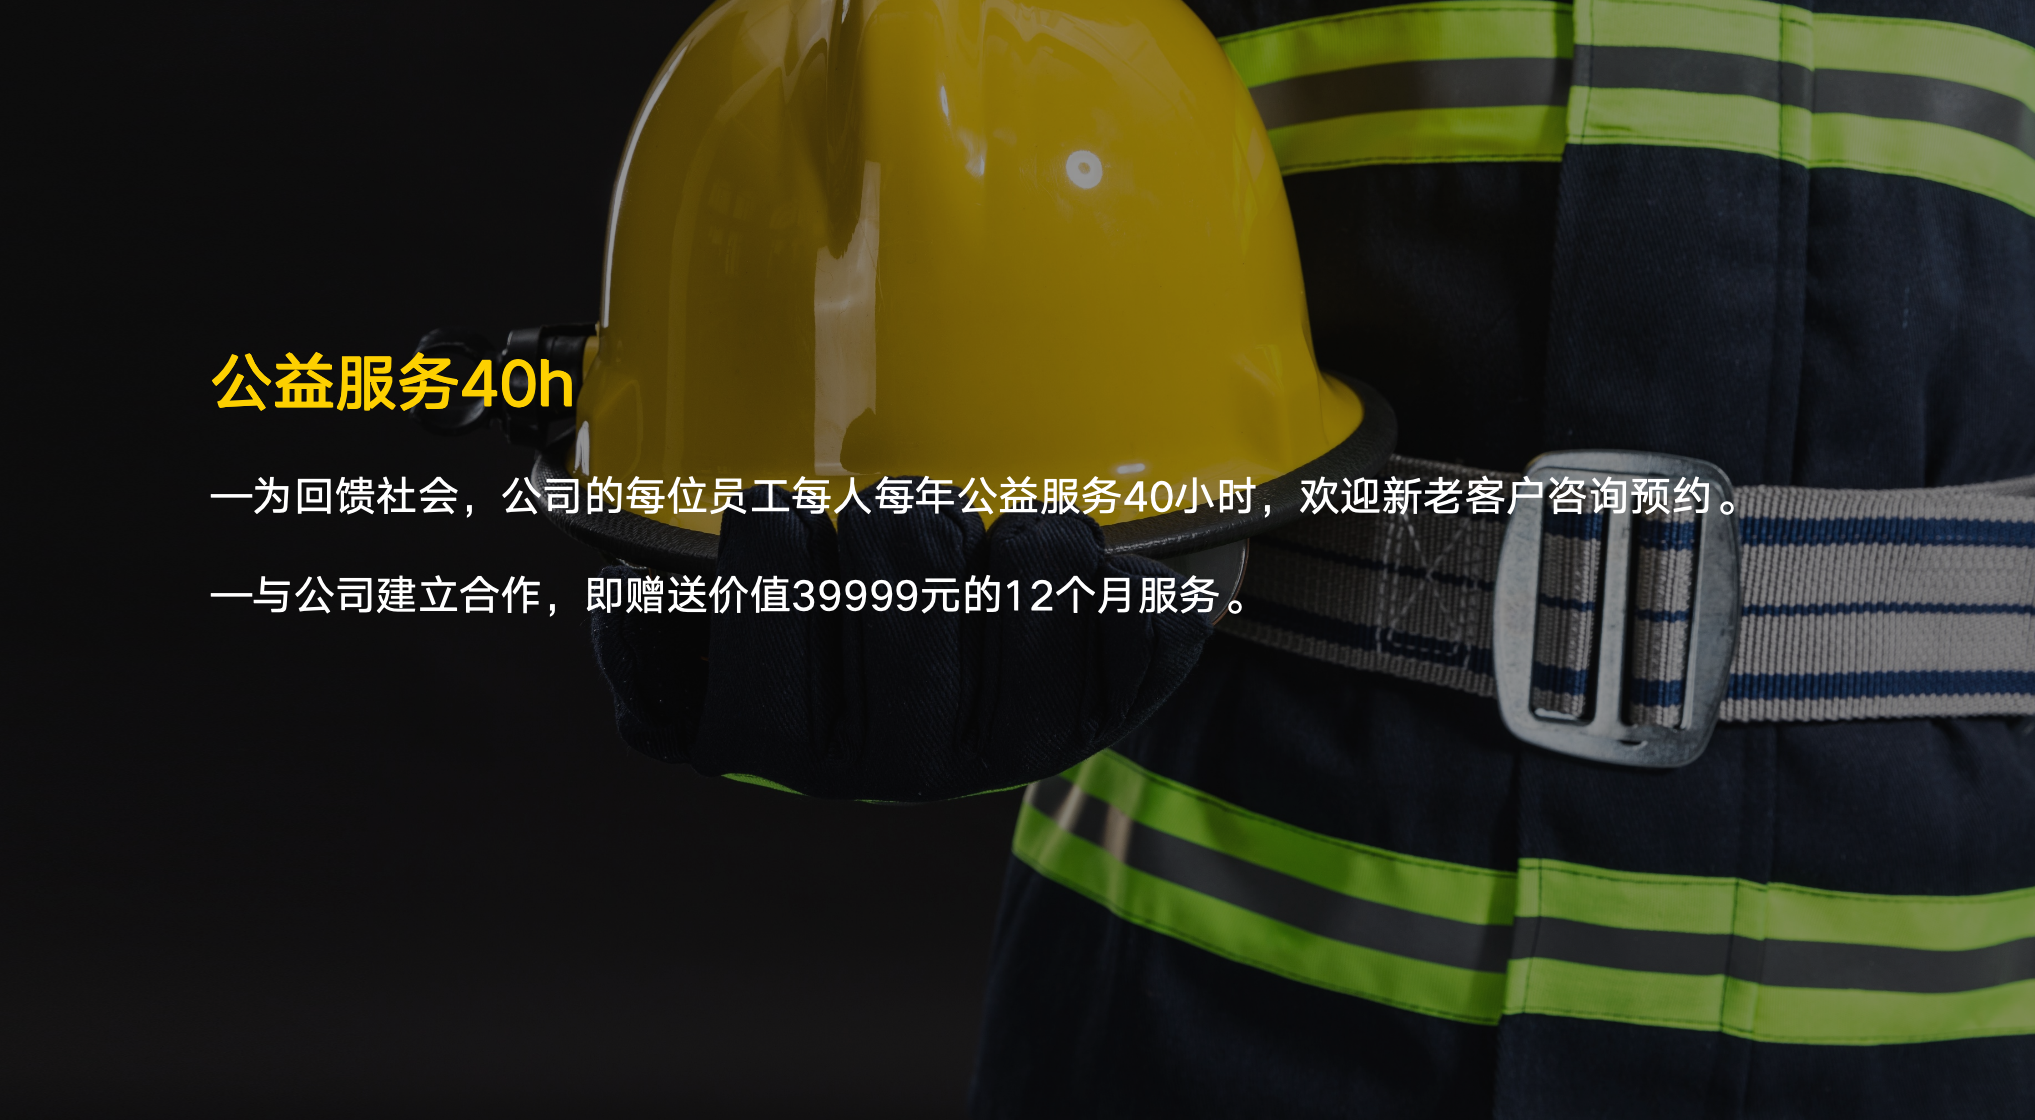 公益服务40h
—为回馈社会，公司的每位员工每人每年公益服务40小时，欢迎新老客户咨询预约。
—与公司建立合作，即赠送价值39999元的12个月服务。